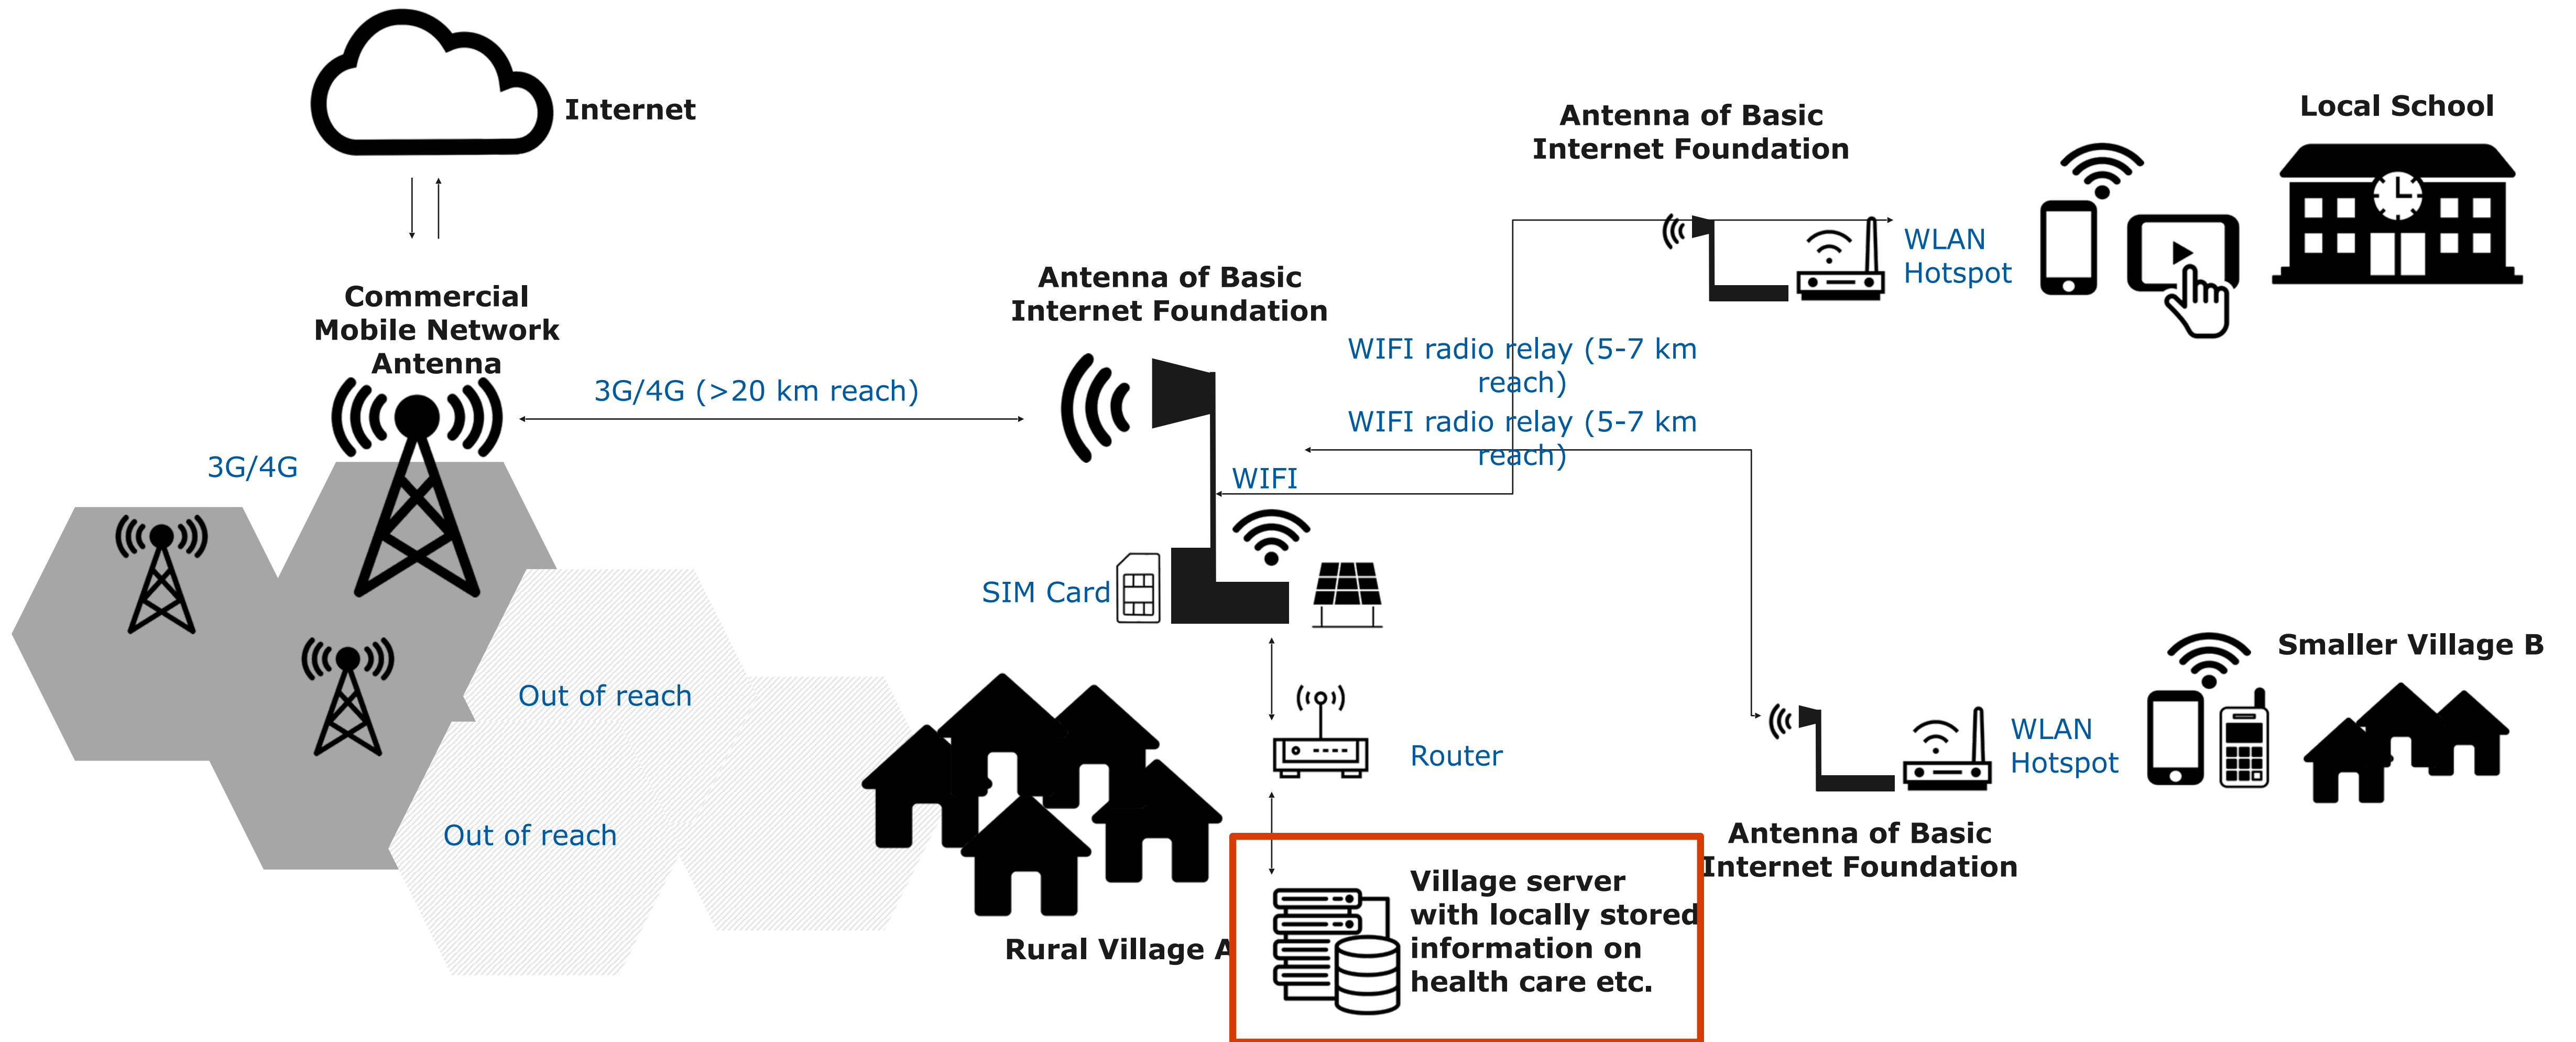 Internet
Commercial
Mobile Network
Antenna
3G/4G
3G/4G (>20 km reach)
Out of reach
Out of reach
Antenna of Basic
Internet Foundation
WIFI
SIM Card
Router
Rural Village A
Village server
with locally stored
information on
health care etc.
WIFI radio relay (5-7 km
reach)
WIFI radio relay (5-7 km
reach)
Antenna of Basic
Internet Foundation
WLAN
Hotspot
Local School
Antenna of Basic
Internet Foundation
WLAN
Hotspot
Smaller Village B